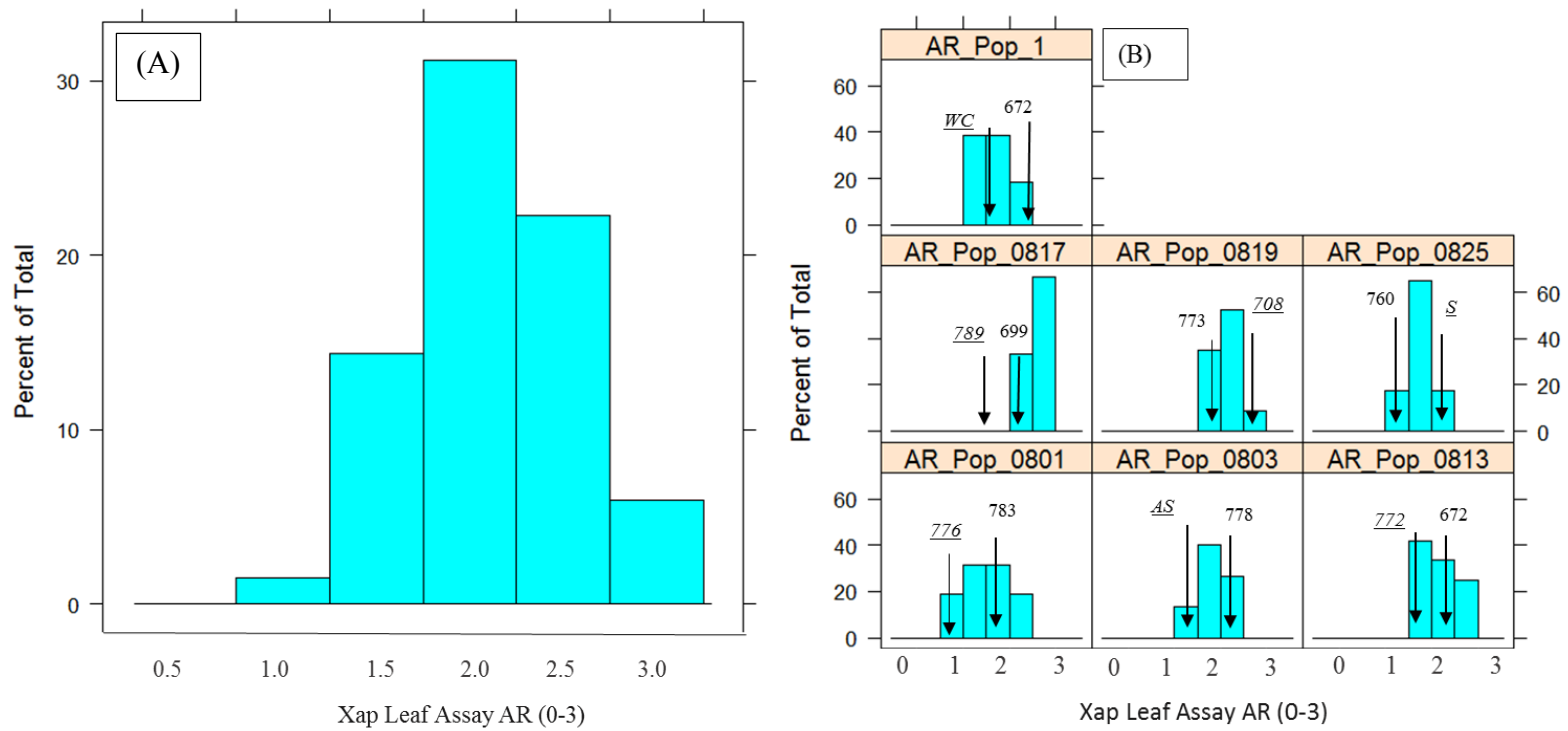 (A)
30
20
10
0
Percent of Total
0.5 1.0 1.5 2.0 2.5 3.0
Xap Leaf Assay AR (0-3)
(B)
AR_Pop_1
60
40
20
0
WC 672
AR_Pop_0817 AR_Pop_0819 AR_Pop_0825
789 699 773 708 760 S
60
40
20
0
Percent of Total
AR_Pop_0801 AR_Pop_0803 AR_Pop_0813
60
40
20
0
776 783 AS 778 772 672
0 1 2 3 0 1 2 3 0 1 2 3
Xap Leaf Assay AR (0-3)